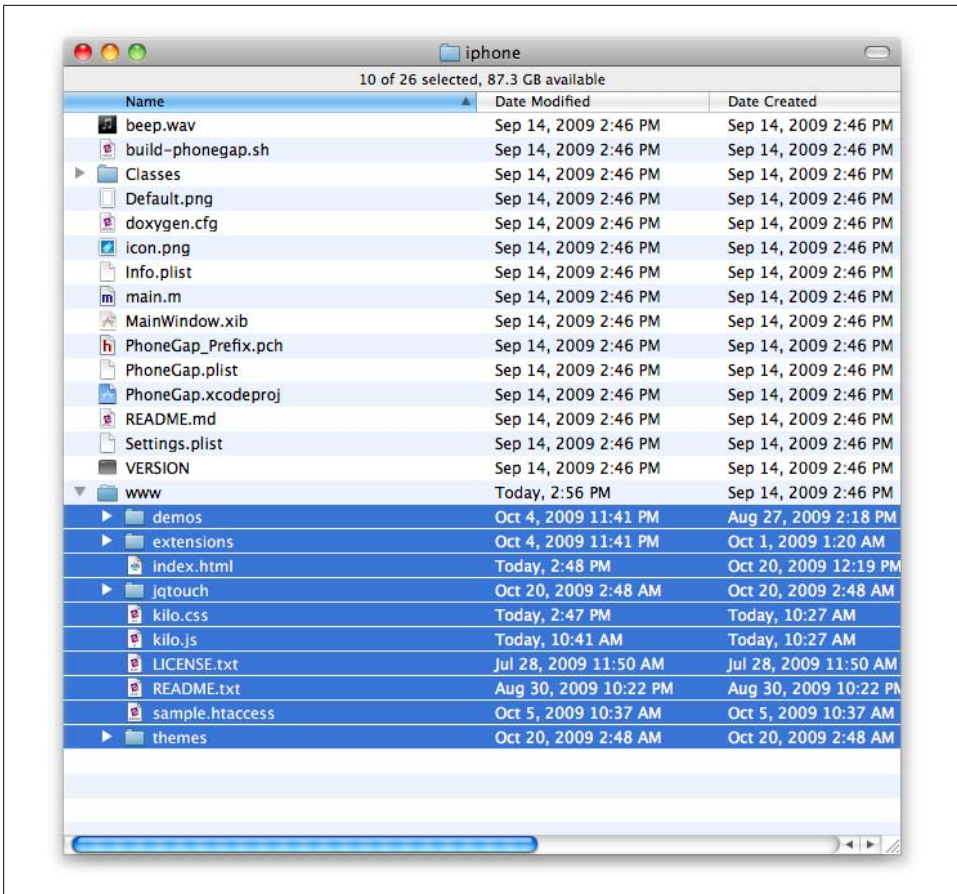 iphone
10 of 26 selected, 87.3 GB available
Name Date Modified Date Created
beep.wav Sep 14, 2009 2:46 PM Sep 14, 2009 2:46 PM
build-phonegap.sh Sep 14, 2009 2:46 PM Sep 14, 2009 2:46 PM
Classes Sep 14, 2009 2:46 PM Sep 14, 2009 2:46 PM
Default.png Sep 14, 2009 2:46 PM Sep 14, 2009 2:46 PM
doxygen.cfg Sep 14, 2009 2:46 PM Sep 14, 2009 2:46 PM
icon.png Sep 14, 2009 2:46 PM Sep 14, 2009 2:46 PM
Info.plist Sep 14, 2009 2:46 PM Sep 14, 2009 2:46 PM
main.m Sep 14, 2009 2:46 PM Sep 14, 2009 2:46 PM
MainWindow.xib Sep 14, 2009 2:46 PM Sep 14, 2009 2:46 PM
PhoneGap_Prefix.pch Sep 14, 2009 2:46 PM Sep 14, 2009 2:46 PM
PhoneGap.plist Sep 14, 2009 2:46 PM Sep 14, 2009 2:46 PM
PhoneGap.xcodeproj Sep 14, 2009 2:46 PM Sep 14, 2009 2:46 PM
README.md Sep 14, 2009 2:46 PM Sep 14, 2009 2:46 PM
Settings.plist Sep 14, 2009 2:46 PM Sep 14, 2009 2:46 PM
VERSION Sep 14, 2009 2:46 PM Sep 14, 2009 2:46 PM
www Today, 2:56 PM Sep 14, 2009 2:46 PM
demos Oct 4, 2009 11:41 PM Aug 27, 2009 2:18 PM
extensions Oct 4, 2009 11:41 PM Oct 1, 2009 1:20 AM
index.html Today, 2:48 PM Oct 20, 2009 12:19 PM
jqtouch Oct 20, 2009 2:48 AM Oct 20, 2009 2:48 AM
kilo.css Today, 2:47 PM Today, 10:27 AM
kilo.js Today, 10:41 AM Today, 10:27 AM
LICENSE.txt Jul 28, 2009 11:50 AM Jul 28, 2009 11:50 AM
README.txt Aug 30, 2009 10:22 PM Aug 30, 2009 10:22 PM
sample.htaccess Oct 5, 2009 10:37 AM Oct 5, 2009 10:37 AM
themes Oct 20, 2009 2:48 AM Oct 20, 2009 2:48 AM